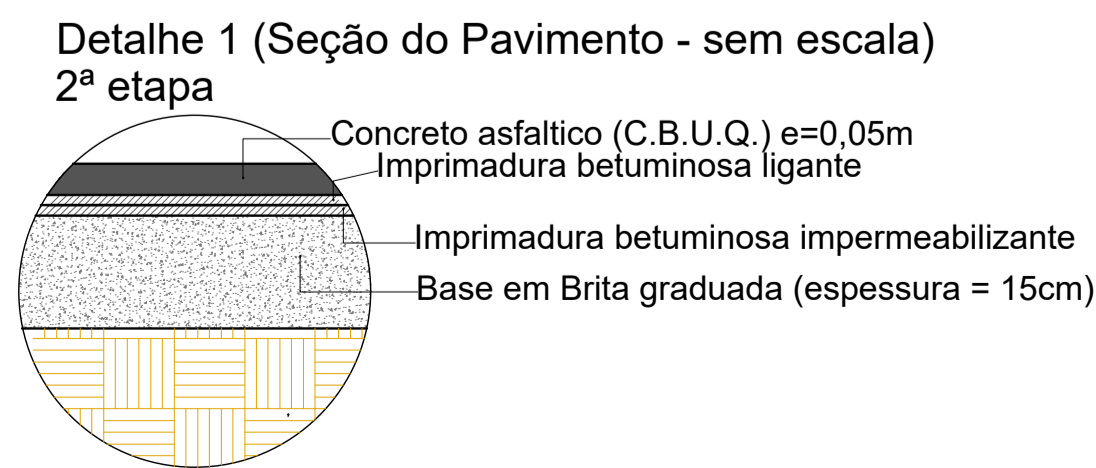 Detalhe 1 (Seção do Pavimento - sem escala)
2ª etapa
Concreto asfaltico (C.B.U.Q.) e=0,05m
Imprimadura betuminosa ligante
Imprimadura betuminosa impermeabilizante
Base em Brita graduada (espessura = 15cm)